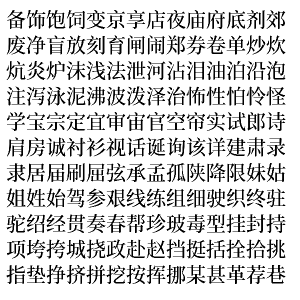 备饰饱饲变京享店夜庙府底剂郊
废净盲放刻育闸闹郑券卷单炒炊
炕炎炉沫浅法泄河沾泪油泊沿泡
注泻泳泥沸波泼泽治怖性怕怜怪
学宝宗定宜审宙官空帘实试郎诗
肩房诚衬衫视话诞询该详建肃录
隶居届刷屈弦承孟孤陕降限妹姑
姐姓始驾参艰线练组细驶织终驻
驼绍经贯奏春帮珍玻毒型挂封持
项垮挎城挠政赴赵挡挺括拴拾挑
指垫挣挤拼挖按挥挪某甚革荐巷